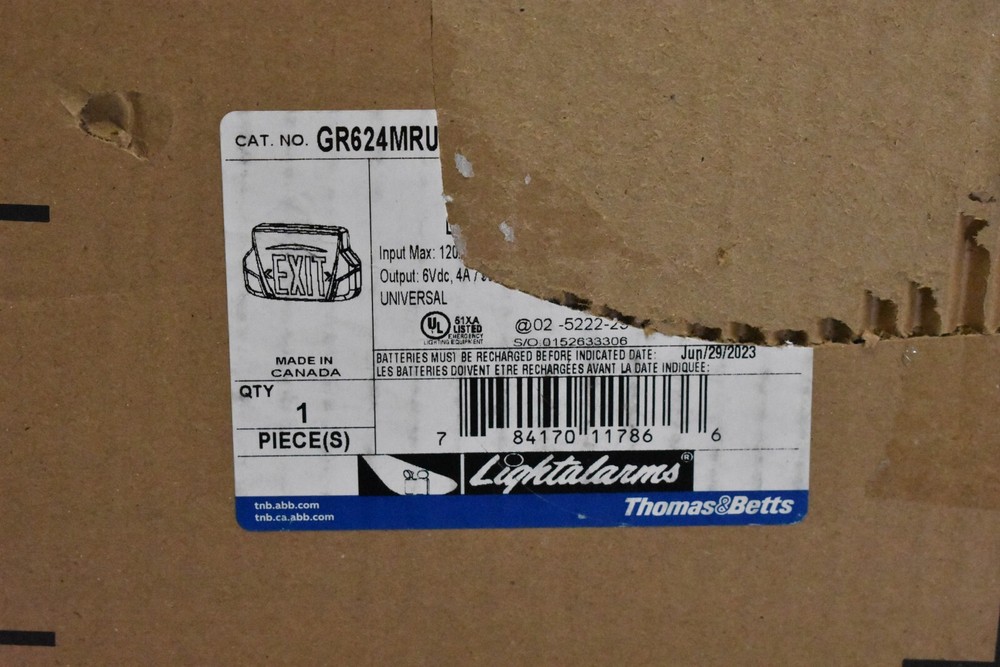 CAT. NO. GR624MRU
EXIT
Input Max: 120
Output: 6Vdc, 4A /
UNIVERSAL
UL 51XA
LISTED
EMERGENCY
LIGHTING EQUIPMENT
@02 -5222-25
S/O 0152633306
MADE IN
CANADA
BATTERIES MUST BE RECHARGED BEFORE INDICATED DATE: Jun/29/2023
LES BATTERIES DOIVENT ETRE RECHARGÉES AVANT LA DATE INDIQUÉE:
QTY
1
PIECE(S)
7 84170 11786 6
Lightalarms®
tnb.abb.com
tnb.ca.abb.com
Thomas&Betts